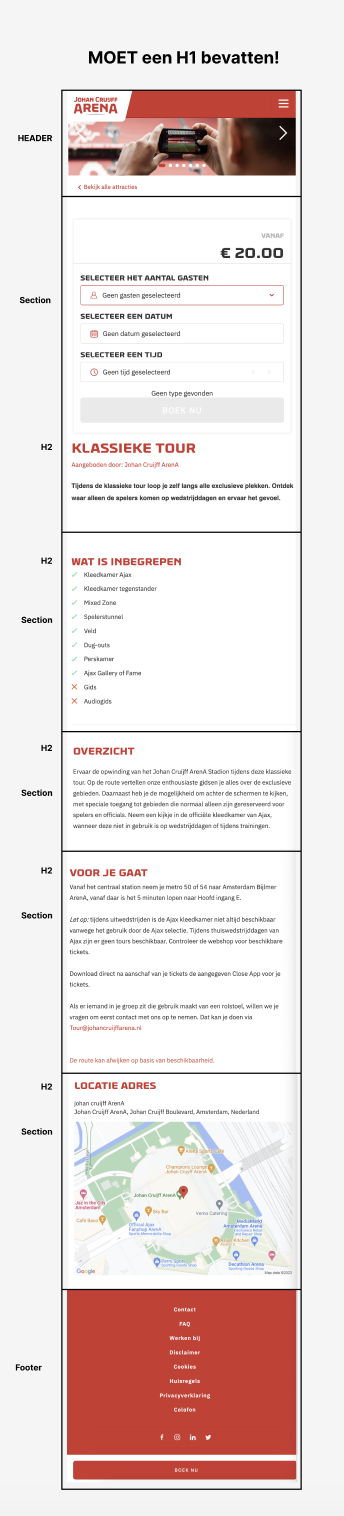 MOET een H1 bevatten!
JOHAN CRUIJFF
ARENA
HEADER
Bekijk alle attracties
VANAF
€ 20.00
SELECTEER HET AANTAL GASTEN
Section
Geen gasten geselecteerd
SELECTEER EEN DATUM
Geen datum geselecteerd
SELECTEER EEN TIJD
Geen tijd geselecteerd
Geen type gevonden
BOEK NU
H2
KLASSIEKE TOUR
Aangeboden door: Johan Cruijff ArenA
Tijdens de klassieke tour loop je zelf langs alle exclusieve plekken. Ontdek
waar alleen de spelers komen op wedstrijddagen en ervaar het gevoel.
H2
WAT IS INBEGREPEN
Kleedkamer Ajax
Kleedkamer tegenstander
Mixed Zone
Section
Spelerstunnel
Veld
Dug-outs
Perskamer
Ajax Gallery of Fame
Gids
Audiogids
H2
OVERZICHT
Ervaar de opwinding van het Johan Cruijff ArenA Stadion tijdens deze klassieke
tour. Op de route vertellen onze enthousiaste gidsen je alles over de exclusieve
Section
gebieden. Daarnaast heb je de mogelijkheid om achter de schermen te kijken,
met speciale toegang tot gebieden die normaal alleen zijn gereserveerd voor
spelers en officials. Neem een kijkje in de officiële kleedkamer van Ajax,
wanneer deze niet in gebruik is op wedstrijddagen of tijdens trainingen.
H2
VOOR JE GAAT
Vanaf het centraal station neem je metro 50 of 54 naar Amsterdam Bijlmer
ArenA, vanaf daar is het 5 minuten lopen naar Hoofd ingang E.
Section
Let op: tijdens uitwedstrijden is de Ajax kleedkamer niet altijd beschikbaar
vanwege het gebruik door de Ajax selectie. Tijdens thuiswedstrijddagen van
Ajax zijn er geen tours beschikbaar. Controleer de webshop voor beschikbare
tickets.
Download direct na aanschaf van je tickets de aangegeven Close App voor je
tickets.
Als er iemand in je groep zit die gebruik maakt van een rolstoel, willen we je
vragen om eerst contact met ons op te nemen. Dat kan je doen via
Tour@johancruijffarena.nl
De route kan afwijken op basis van beschikbaarheid.
H2
LOCATIE ADRES
johan cruijff ArenA
Johan Cruijff ArenA, Johan Cruijff Boulevard, Amsterdam, Nederland
Section
Champions Lounge
Johan Cruijff ArenA
Johan Cruijff ArenA
Verno Catering
Sky Bar
Official Ajax
Fanshop ArenA
Sports Memorabilia Shop
MediaMarkt
Amsterdam Arena
Decathlon Arena
Sporting Goods Shop
Google
Map data ©2023
Contact
FAQ
Werken bij
Disclaimer
Footer
Cookies
Huisregels
Privacyverklaring
Colofon
BOEK NU